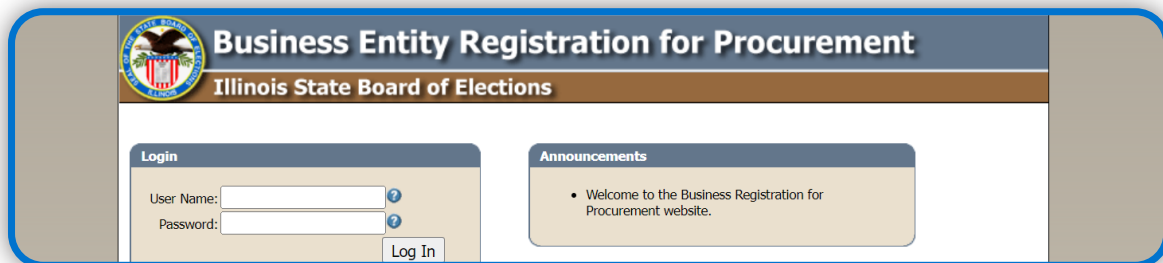 Business Entity Registration for Procurement
Illinois State Board of Elections
Login
User Name:
Password:
Log In
Announcements
• Welcome to the Business Registration for
Procurement website.